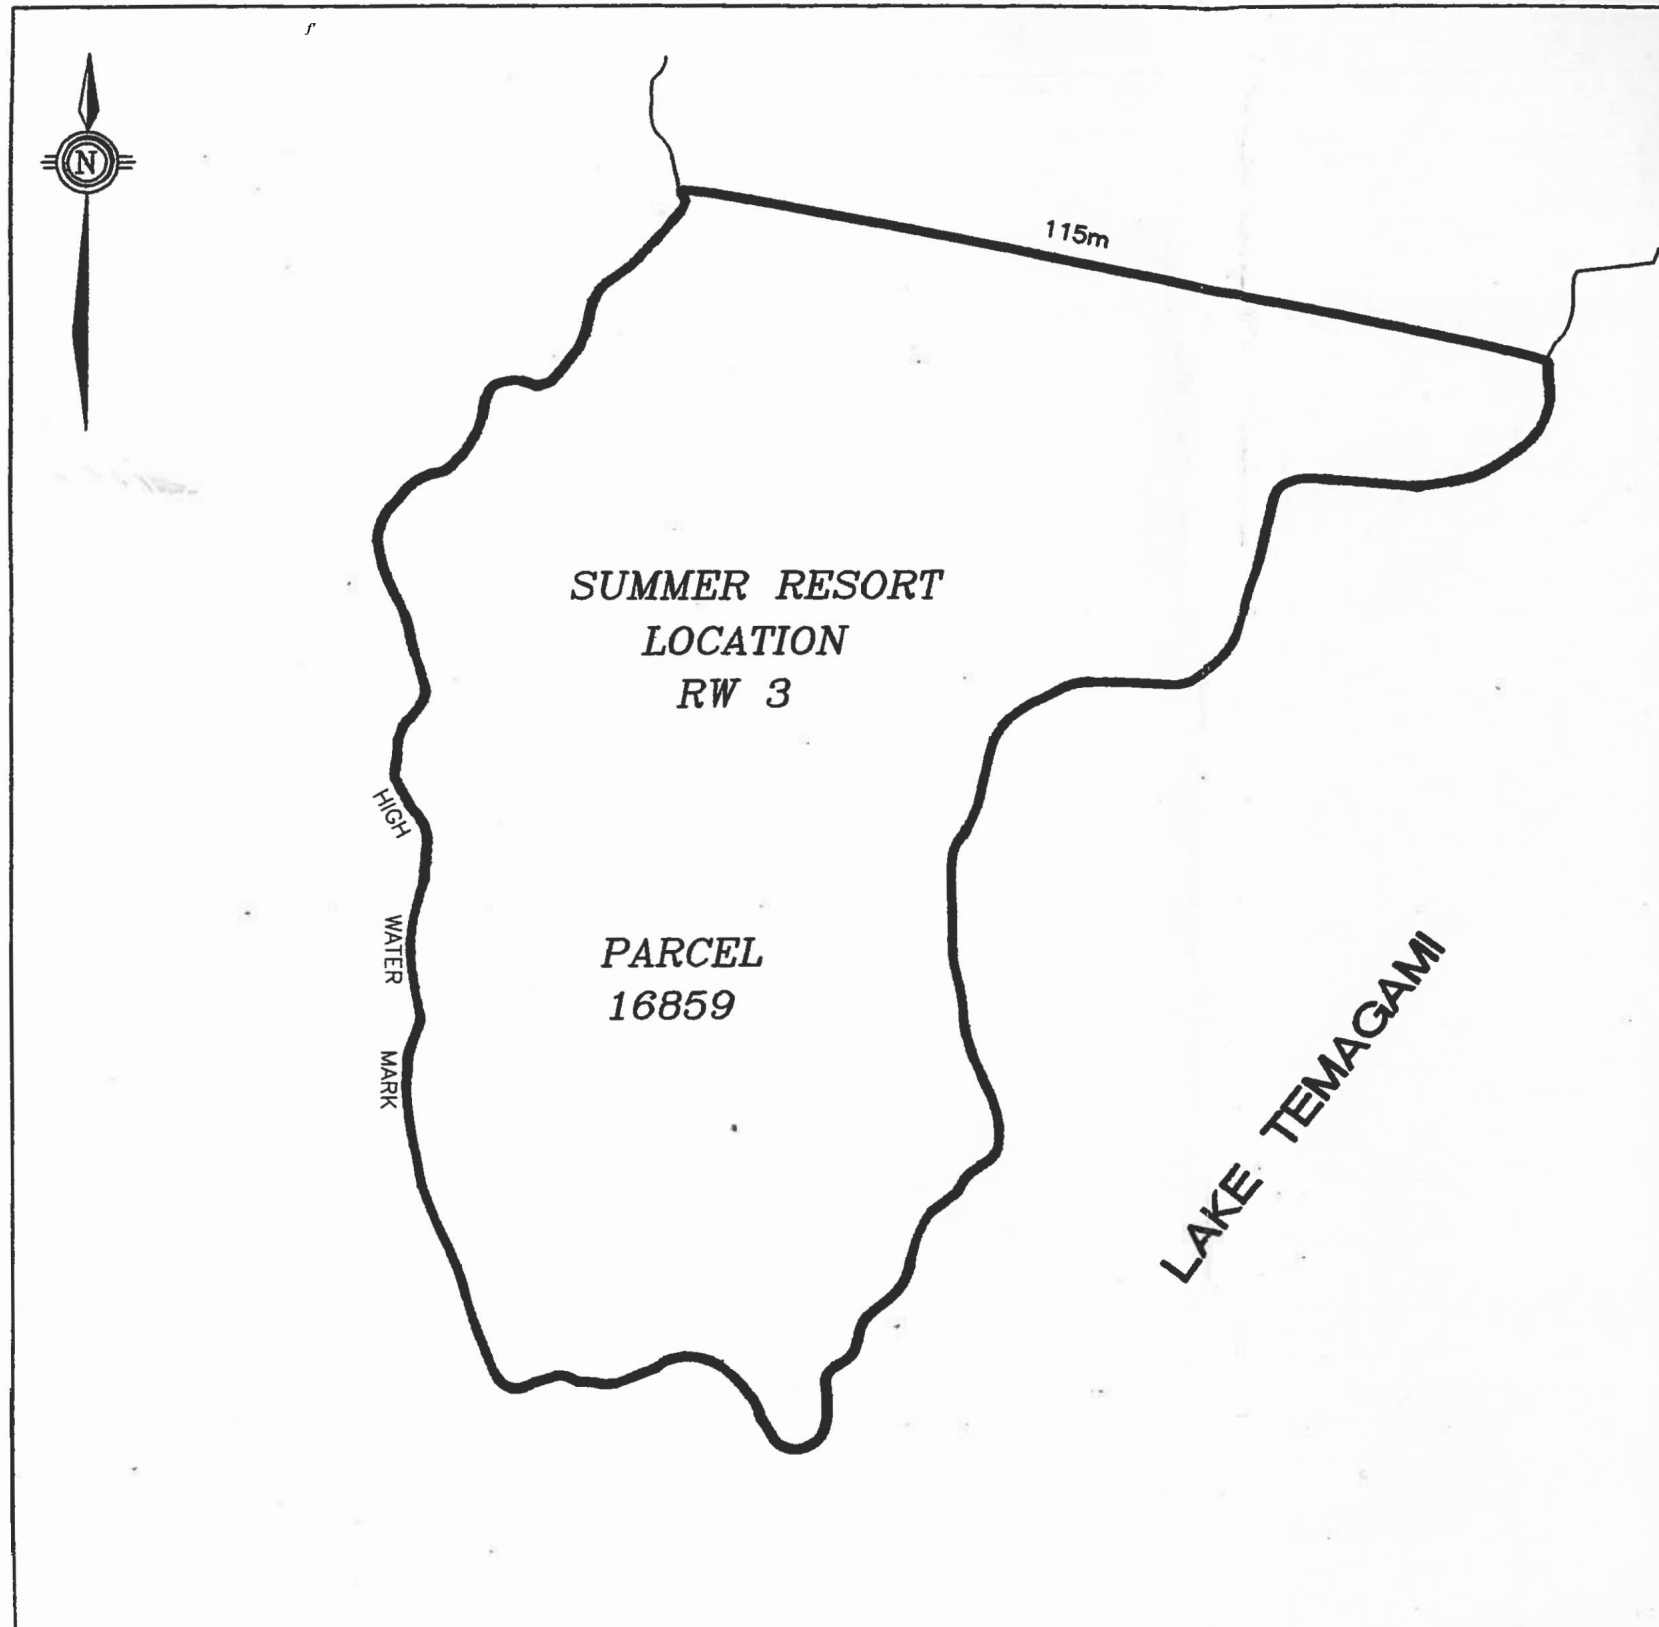 N
115m
SUMMER RESORT
LOCATION
RW 3
HIGH WATER MARK
PARCEL
16859
LAKE TEMAGAMI